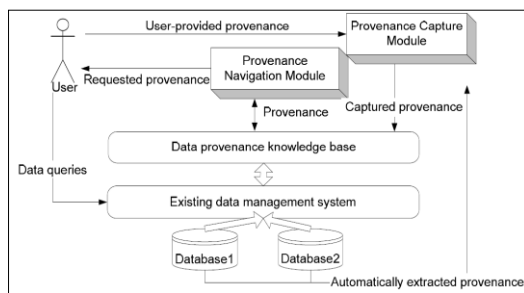 User-provided provenance
Provenance Capture
Module
Provenance
Navigation Module
Requested provenance
User
Provenance
Captured provenance
Data provenance knowledge base
Data queries
Existing data management system
Database1
Database2
Automatically extracted provenance